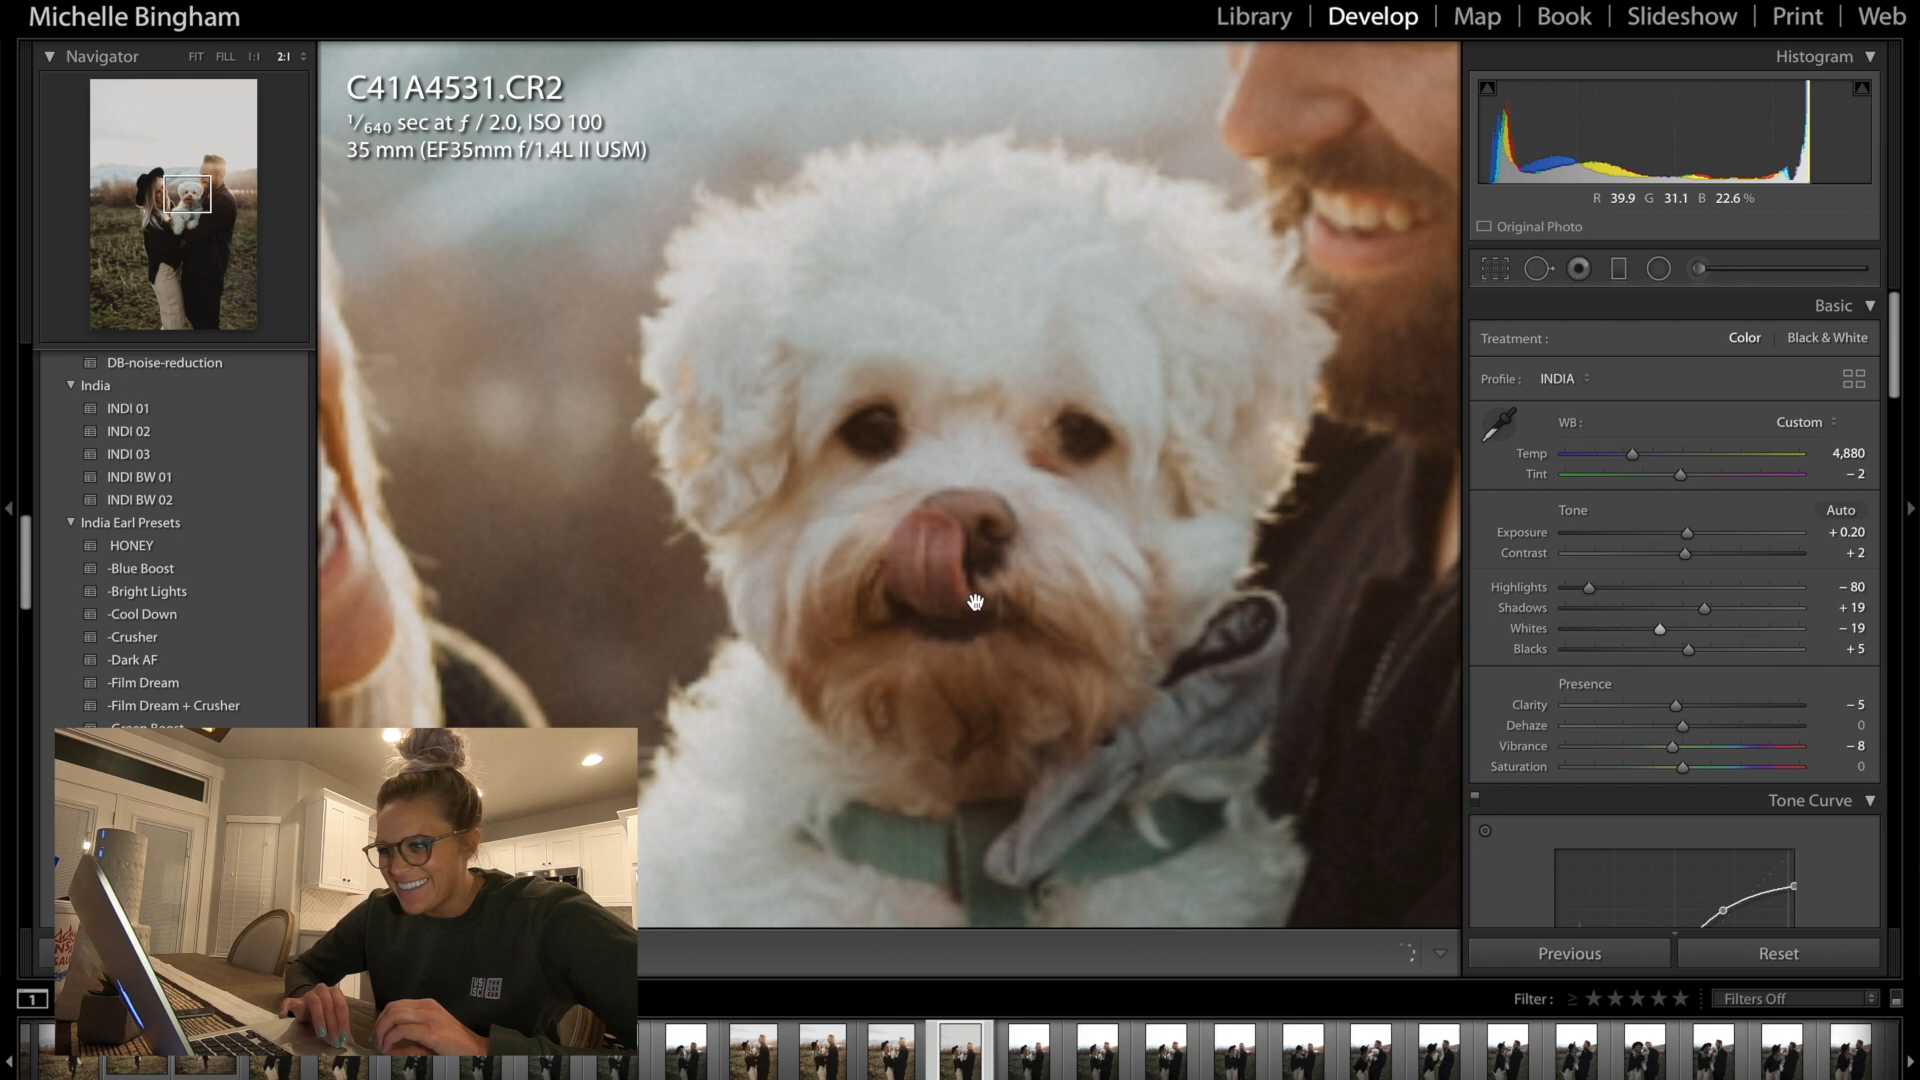 Michelle Bingham
Library | Develop | Map | Book | Slideshow | Print | Web
Navigator FIT FILL 1:1 2:1
Histogram
C41A4531.CR2
1/640 sec at ƒ / 2.0, ISO 100
35 mm (EF35mm f/1.4L II USM)
R 39.9 G 31.1 B 22.6 %
Original Photo
Basic
Treatment : Color Black & White
Profile : INDIA
WB : Custom
Temp 4,880
Tint – 2
Tone Auto
Exposure + 0.20
Contrast + 2
Highlights – 80
Shadows + 19
Whites – 19
Blacks + 5
Presence
Clarity – 5
Dehaze 0
Vibrance – 8
Saturation 0
Tone Curve
Previous Reset
DB-noise-reduction
India
INDI 01
INDI 02
INDI 03
INDI BW 01
INDI BW 02
India Earl Presets
HONEY
-Blue Boost
-Bright Lights
-Cool Down
-Crusher
-Dark AF
-Film Dream
-Film Dream + Crusher
-Green Boost
VS
SC
1
Filter : ≥ ★★★★★ Filters Off